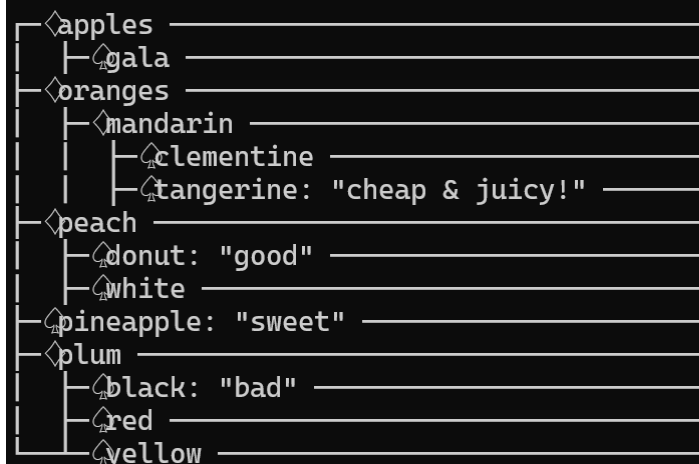 apples
gala
oranges
mandarin
clementine
tangerine: "cheap & juicy!"
peach
donut: "good"
white
pineapple: "sweet"
plum
black: "bad"
red
yellow